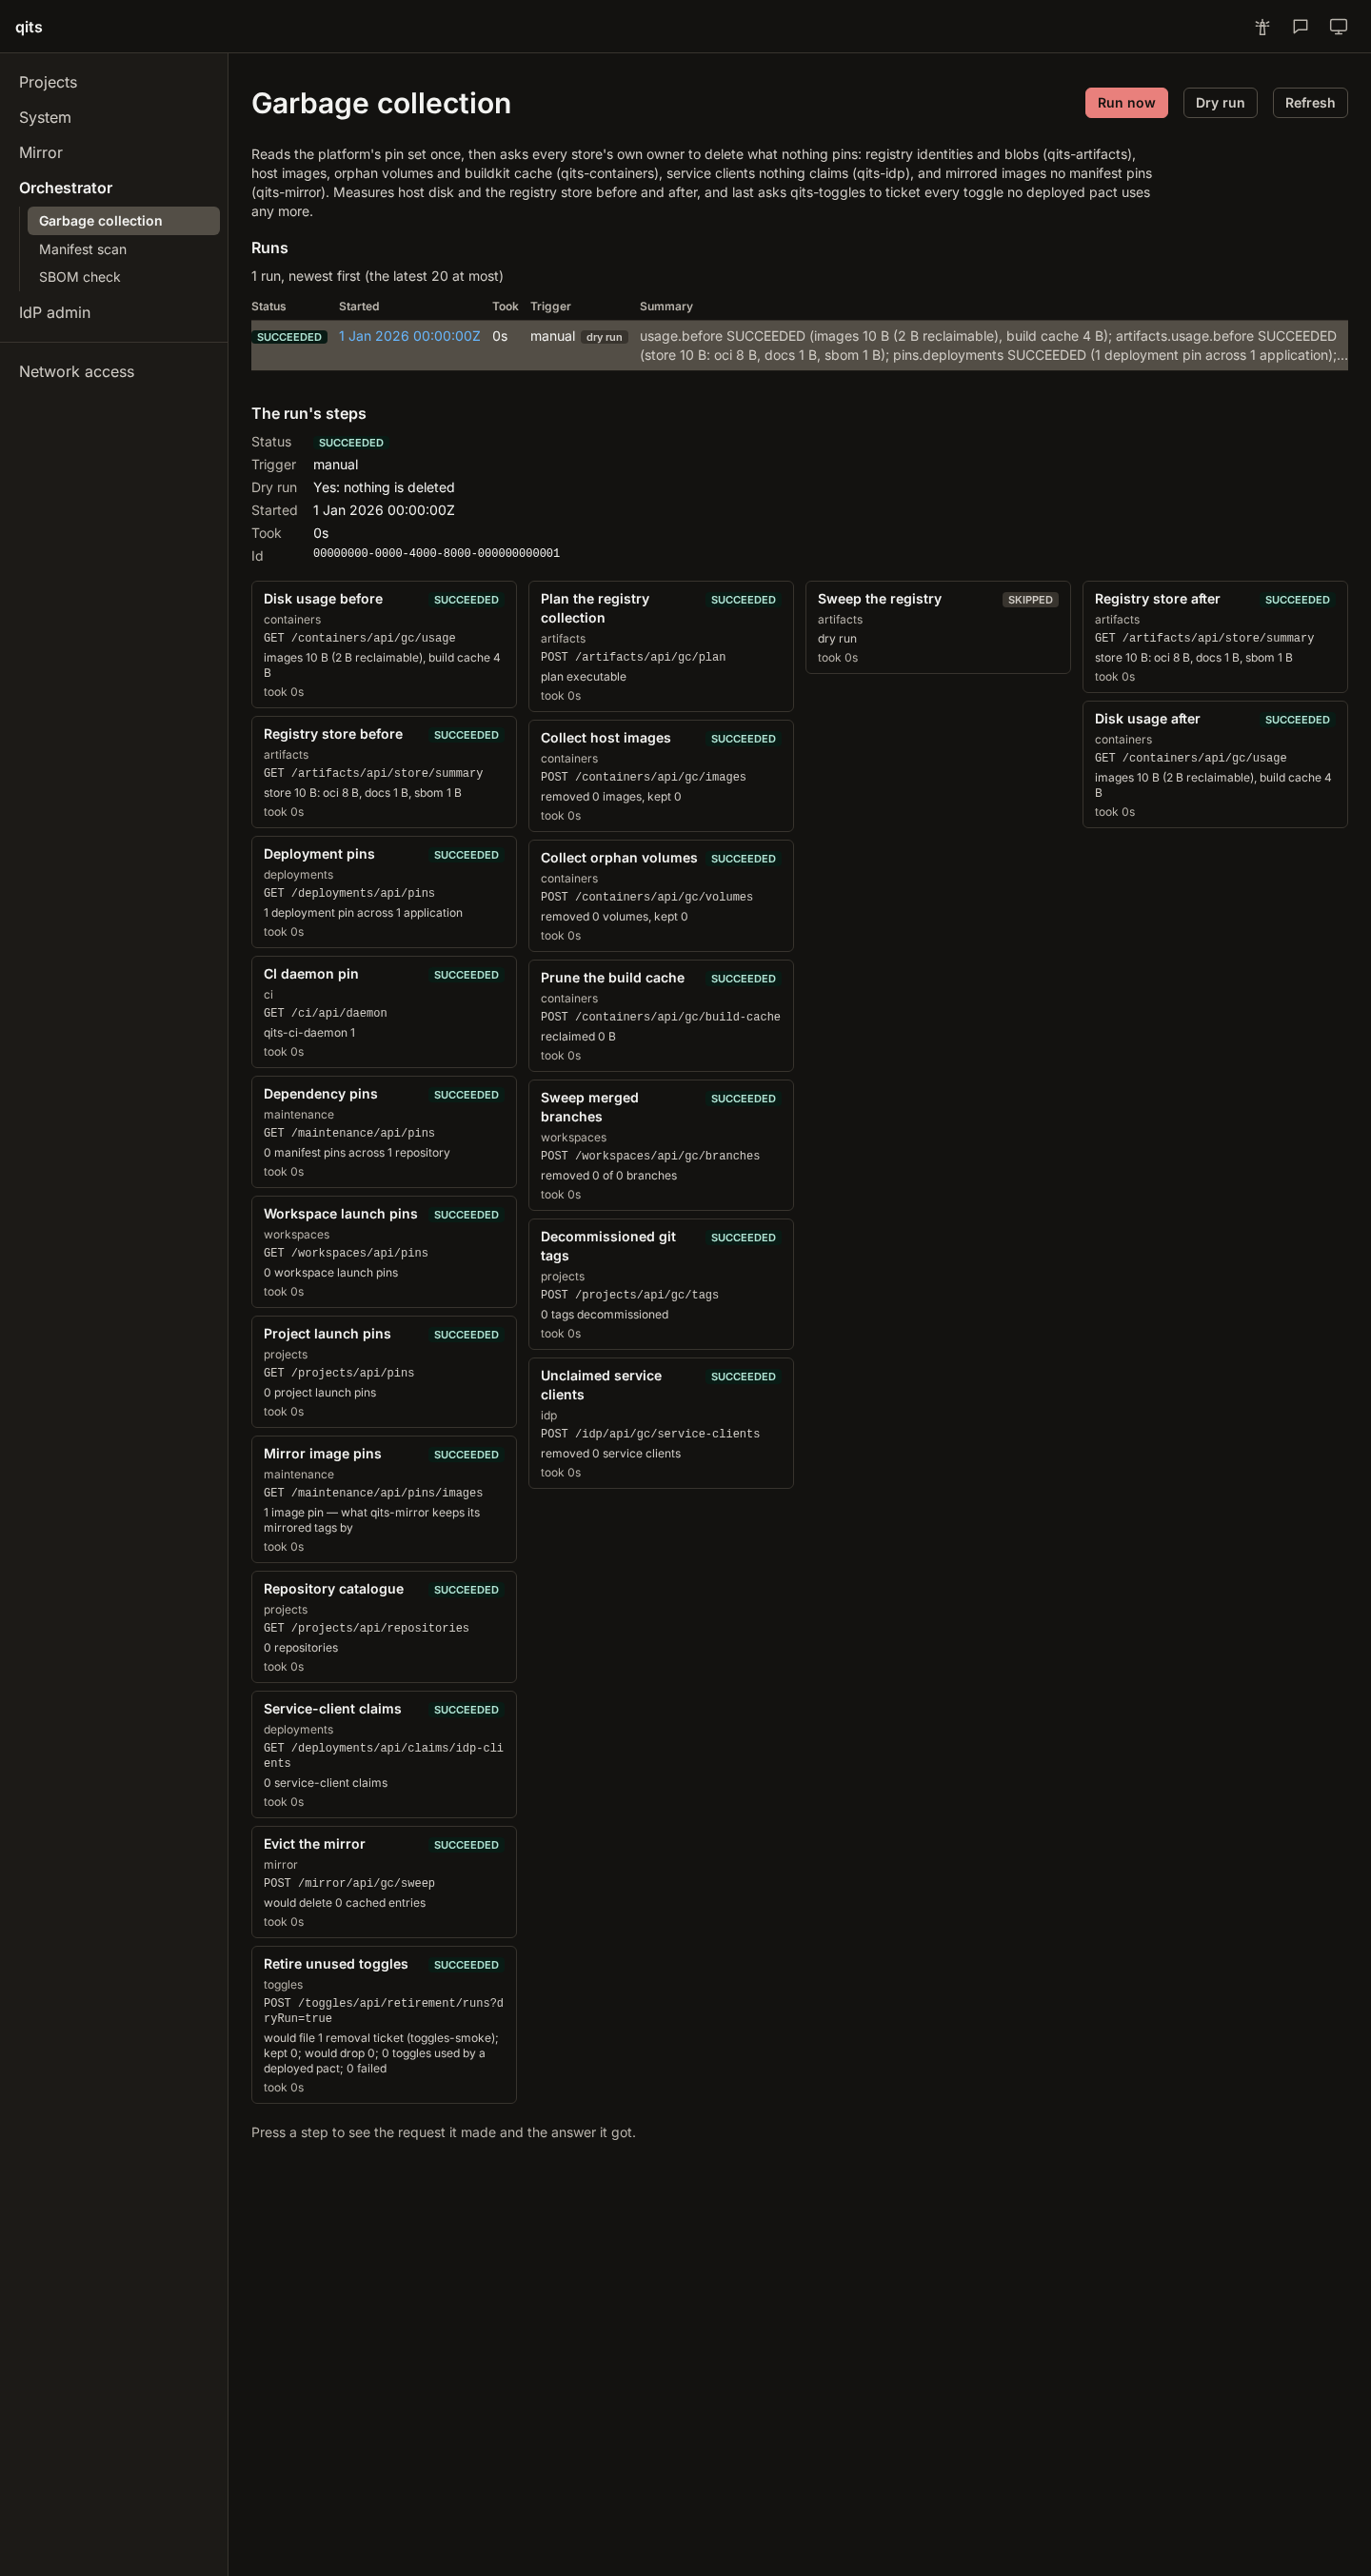 qits
Projects
System
Mirror
Orchestrator
Garbage collection
Manifest scan
SBOM check
IdP admin
Network access
Garbage collection
Run now
Dry run
Refresh
Reads the platform's pin set once, then asks every store's own owner to delete what nothing pins: registry identities and blobs (qits-artifacts),
host images, orphan volumes and buildkit cache (qits-containers), service clients nothing claims (qits-idp), and mirrored images no manifest pins
(qits-mirror). Measures host disk and the registry store before and after, and last asks qits-toggles to ticket every toggle no deployed pact uses
any more.
Runs
1 run, newest first (the latest 20 at most)
Status Started Took Trigger Summary
SUCCEEDED 1 Jan 2026 00:00:00Z 0s manual dry run usage.before SUCCEEDED (images 10 B (2 B reclaimable), build cache 4 B); artifacts.usage.before SUCCEEDED
(store 10 B: oci 8 B, docs 1 B, sbom 1 B); pins.deployments SUCCEEDED (1 deployment pin across 1 application);...
The run's steps
Status SUCCEEDED
Trigger manual
Dry run Yes: nothing is deleted
Started 1 Jan 2026 00:00:00Z
Took 0s
Id 00000000-0000-4000-8000-000000000001
Disk usage before SUCCEEDED
containers
GET /containers/api/gc/usage
images 10 B (2 B reclaimable), build cache 4
B
took 0s
Registry store before SUCCEEDED
artifacts
GET /artifacts/api/store/summary
store 10 B: oci 8 B, docs 1 B, sbom 1 B
took 0s
Deployment pins SUCCEEDED
deployments
GET /deployments/api/pins
1 deployment pin across 1 application
took 0s
CI daemon pin SUCCEEDED
ci
GET /ci/api/daemon
qits-ci-daemon 1
took 0s
Dependency pins SUCCEEDED
maintenance
GET /maintenance/api/pins
0 manifest pins across 1 repository
took 0s
Workspace launch pins SUCCEEDED
workspaces
GET /workspaces/api/pins
0 workspace launch pins
took 0s
Project launch pins SUCCEEDED
projects
GET /projects/api/pins
0 project launch pins
took 0s
Mirror image pins SUCCEEDED
maintenance
GET /maintenance/api/pins/images
1 image pin — what qits-mirror keeps its
mirrored tags by
took 0s
Repository catalogue SUCCEEDED
projects
GET /projects/api/repositories
0 repositories
took 0s
Service-client claims SUCCEEDED
deployments
GET /deployments/api/claims/idp-cli
ents
0 service-client claims
took 0s
Evict the mirror SUCCEEDED
mirror
POST /mirror/api/gc/sweep
would delete 0 cached entries
took 0s
Retire unused toggles SUCCEEDED
toggles
POST /toggles/api/retirement/runs?d
ryRun=true
would file 1 removal ticket (toggles-smoke);
kept 0; would drop 0; 0 toggles used by a
deployed pact; 0 failed
took 0s
Plan the registry
collection SUCCEEDED
artifacts
POST /artifacts/api/gc/plan
plan executable
took 0s
Collect host images SUCCEEDED
containers
POST /containers/api/gc/images
removed 0 images, kept 0
took 0s
Collect orphan volumes SUCCEEDED
containers
POST /containers/api/gc/volumes
removed 0 volumes, kept 0
took 0s
Prune the build cache SUCCEEDED
containers
POST /containers/api/gc/build-cache
reclaimed 0 B
took 0s
Sweep merged
branches SUCCEEDED
workspaces
POST /workspaces/api/gc/branches
removed 0 of 0 branches
took 0s
Decommissioned git
tags SUCCEEDED
projects
POST /projects/api/gc/tags
0 tags decommissioned
took 0s
Unclaimed service
clients SUCCEEDED
idp
POST /idp/api/gc/service-clients
removed 0 service clients
took 0s
Sweep the registry SKIPPED
artifacts
dry run
took 0s
Registry store after SUCCEEDED
artifacts
GET /artifacts/api/store/summary
store 10 B: oci 8 B, docs 1 B, sbom 1 B
took 0s
Disk usage after SUCCEEDED
containers
GET /containers/api/gc/usage
images 10 B (2 B reclaimable), build cache 4
B
took 0s
Press a step to see the request it made and the answer it got.